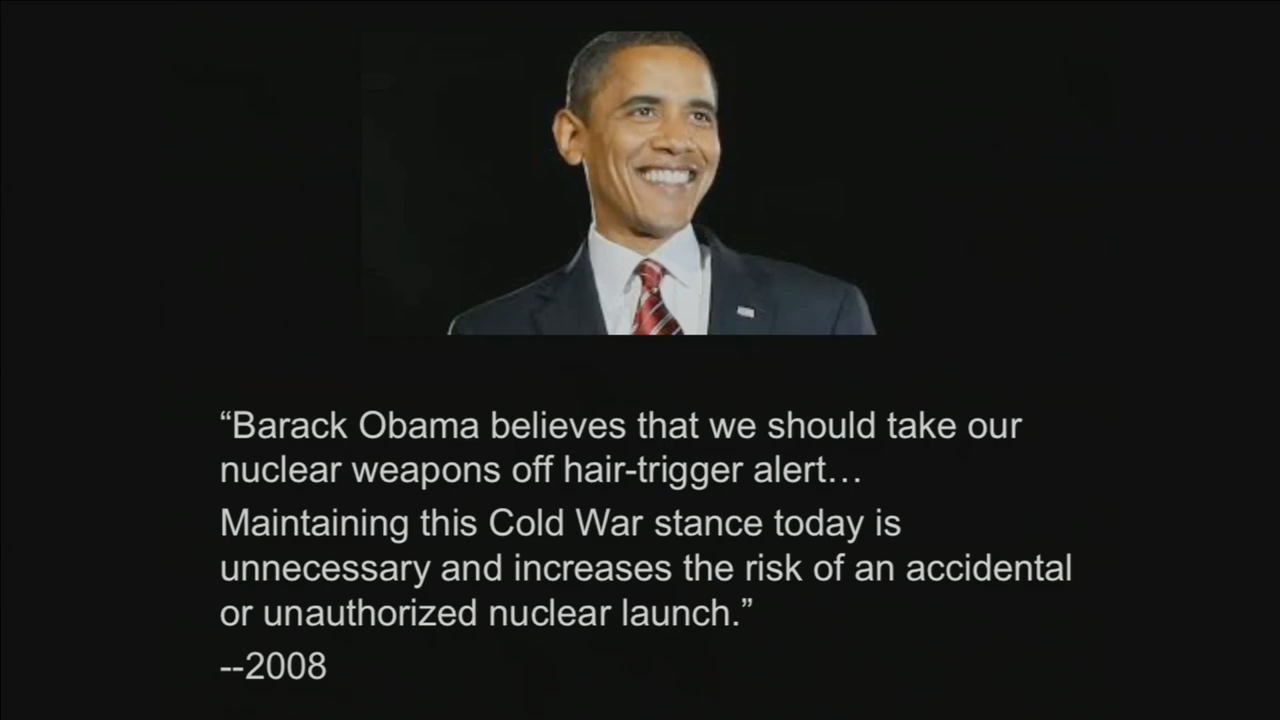 “Barack Obama believes that we should take our
nuclear weapons off hair-trigger alert…
Maintaining this Cold War stance today is
unnecessary and increases the risk of an accidental
or unauthorized nuclear launch.”
--2008